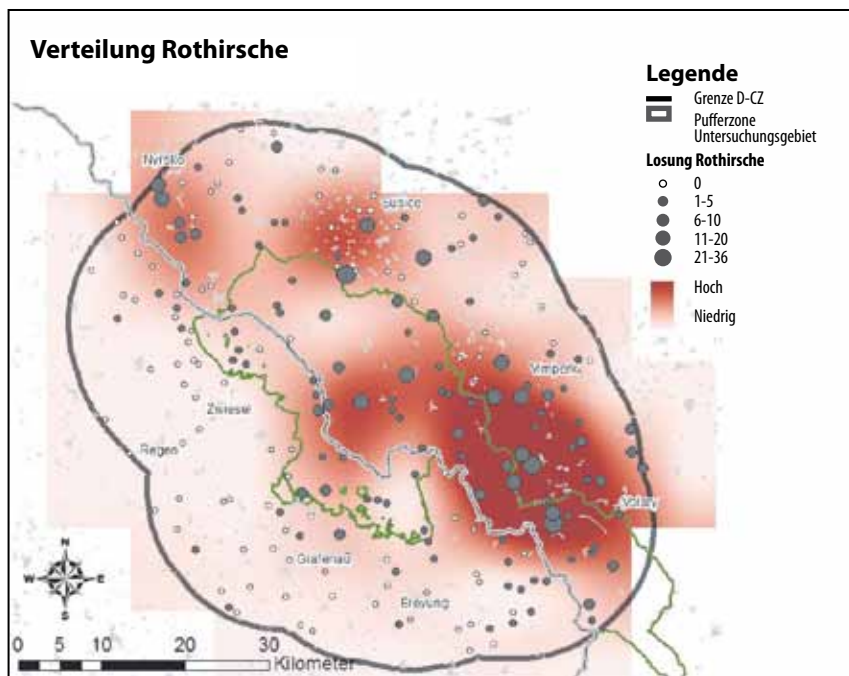 Verteilung Rothirsche
Legende
Grenze D-CZ
Pufferzone
Untersuchungsgebiet
Losung Rothirsche
0
1-5
6-10
11-20
21-36
Hoch
Niedrig
Nyrsko
Susice
Vimperk
Zwiesel
Regen
Volary
Grafenau
Freyung
N
W
E
S
0 5 10 20 30
Kilometer